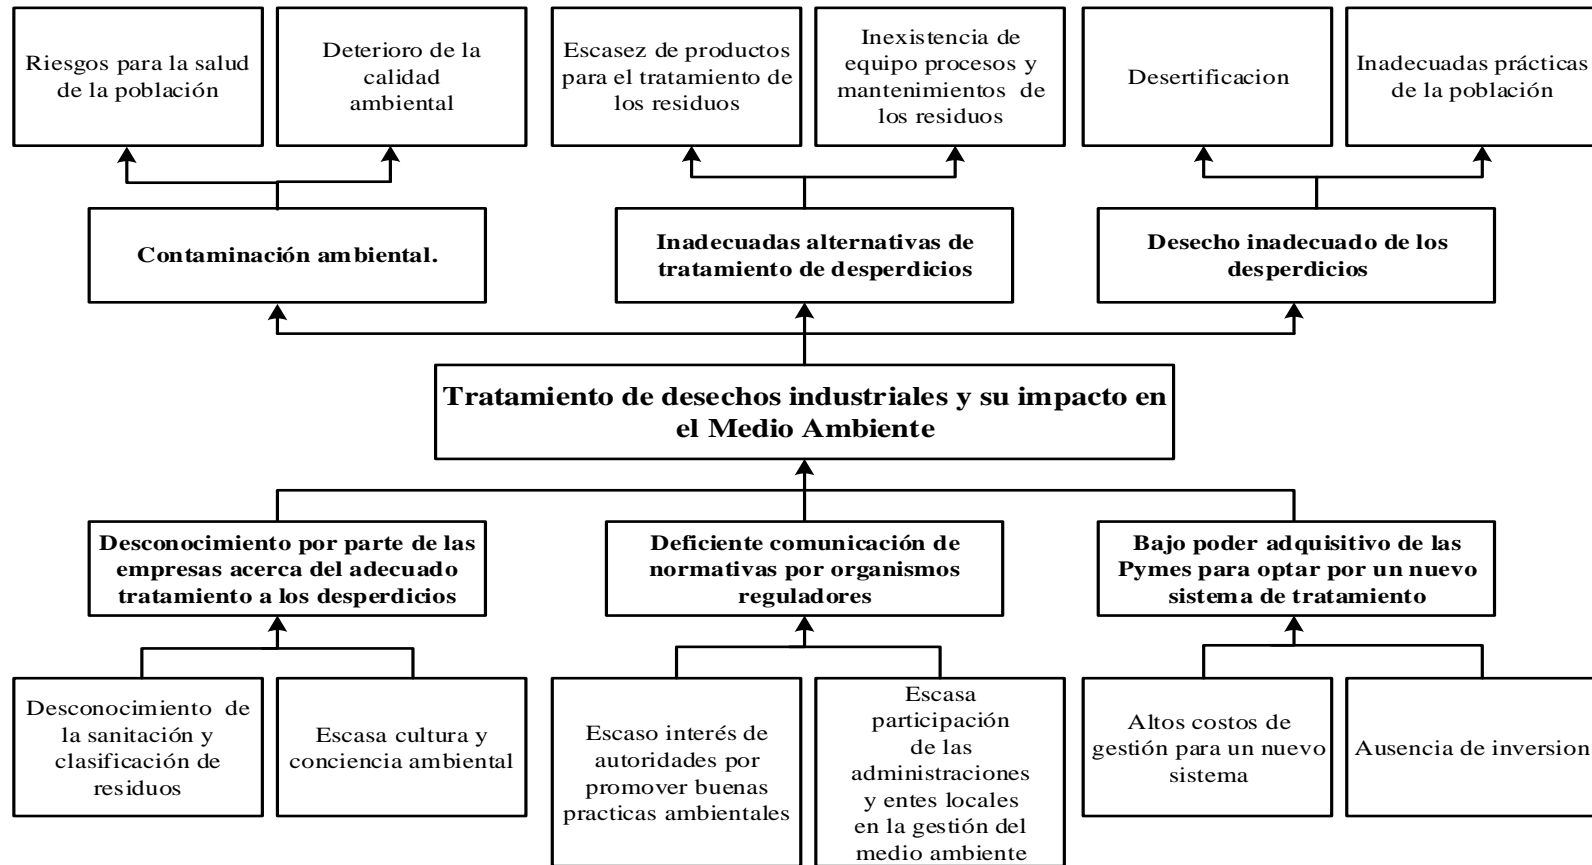 Riesgos para la salud
de la población
Deterioro de la
calidad
ambiental
Escasez de productos
para el tratamiento de
los residuos
Inexistencia de
equipo procesos y
mantenimientos de
los residuos
Desertificacion
Inadecuadas prácticas
de la población
Contaminación ambiental.
Inadecuadas alternativas de
tratamiento de desperdicios
Desecho inadecuado de los
desperdicios
Tratamiento de desechos industriales y su impacto en
el Medio Ambiente
Desconocimiento por parte de las
empresas acerca del adecuado
tratamiento a los desperdicios
Deficiente comunicación de
normativas por organismos
reguladores
Bajo poder adquisitivo de las
Pymes para optar por un nuevo
sistema de tratamiento
Desconocimiento de
la sanitación y
clasificación de
residuos
Escasa cultura y
conciencia ambiental
Escaso interés de
autoridades por
promover buenas
practicas ambientales
Escasa
participación
de las
administraciones
y entes locales
en la gestión del
medio ambiente
Altos costos de
gestión para un nuevo
sistema
Ausencia de inversion